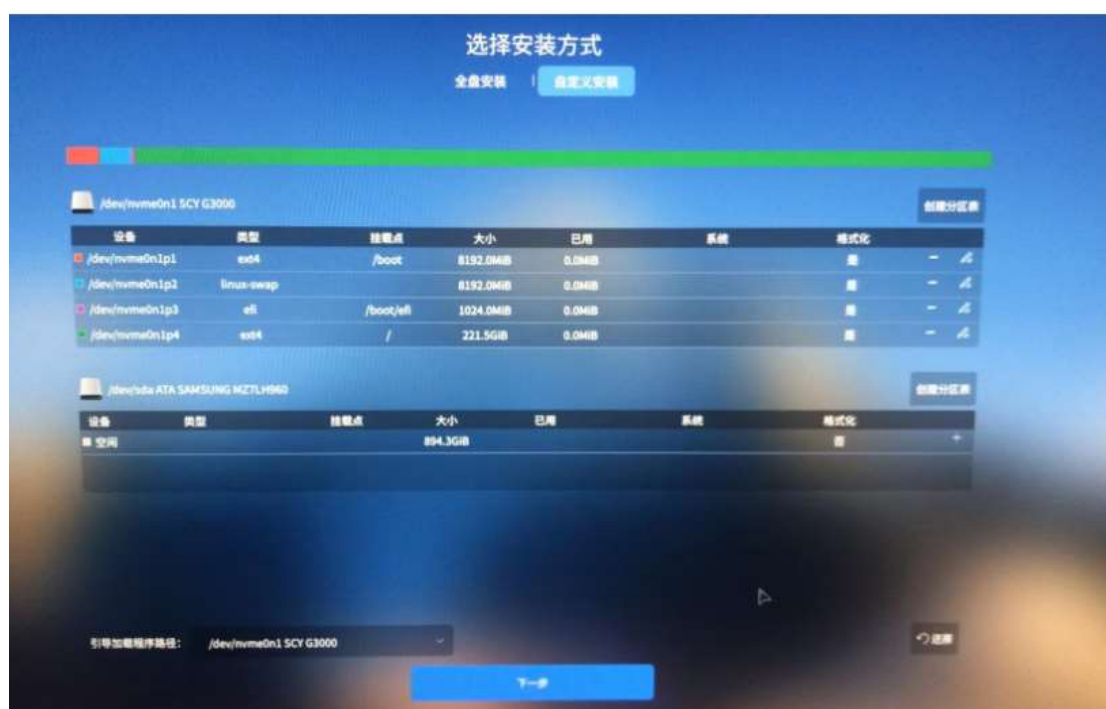 选择安装方式
全盘安装 | 自定义安装
/dev/nvme0n1 SCY G3000 创建分区表
设备 类型 挂载点 大小 已用 系统 格式化
/dev/nvme0n1p1 ext4 /boot 8192.0MiB 0.0MiB 是
/dev/nvme0n1p2 linux-swap 8192.0MiB 0.0MiB 是
/dev/nvme0n1p3 efi /boot/efi 1024.0MiB 0.0MiB 是
/dev/nvme0n1p4 ext4 / 221.5GiB 0.0MiB 是
/dev/sda ATA SAMSUNG MZ7LH960 创建分区表
设备 类型 挂载点 大小 已用 系统 格式化
空闲 894.3GiB 否
引导加载程序路径： /dev/nvme0n1 SCY G3000 还原
下一步